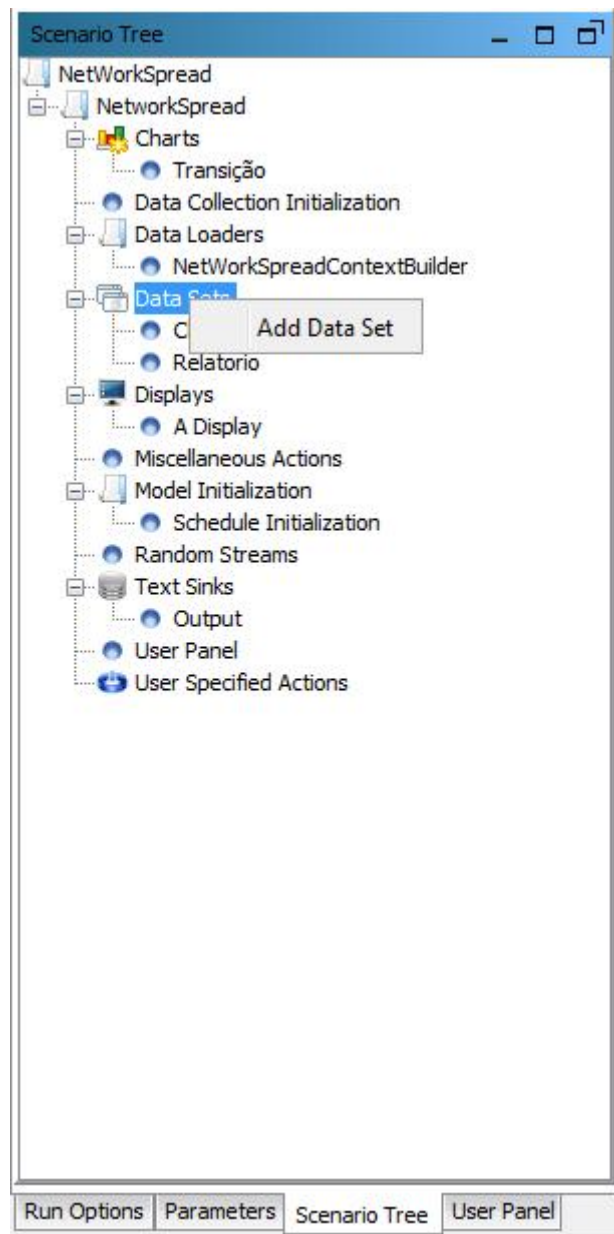 Scenario Tree
NetWorkSpread
NetworkSpread
Charts
Transição
Data Collection Initialization
Data Loaders
NetWorkSpreadContextBuilder
Data Sets
Add Data Set
C
Relatorio
Displays
A Display
Miscellaneous Actions
Model Initialization
Schedule Initialization
Random Streams
Text Sinks
Output
User Panel
User Specified Actions
Run Options Parameters Scenario Tree User Panel